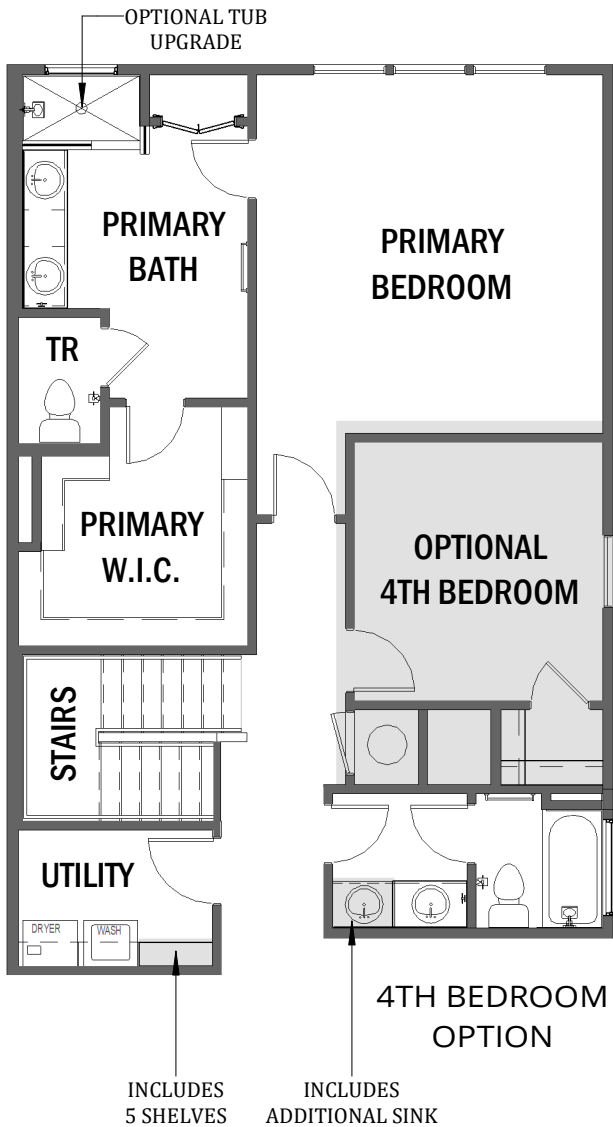 OPTIONAL TUB
UPGRADE
PRIMARY
BATH
PRIMARY
BEDROOM
TR
PRIMARY
W.I.C.
OPTIONAL
4TH BEDROOM
STAIRS
UTILITY
DRYER
WASH
4TH BEDROOM
OPTION
INCLUDES
5 SHELVES
INCLUDES
ADDITIONAL SINK